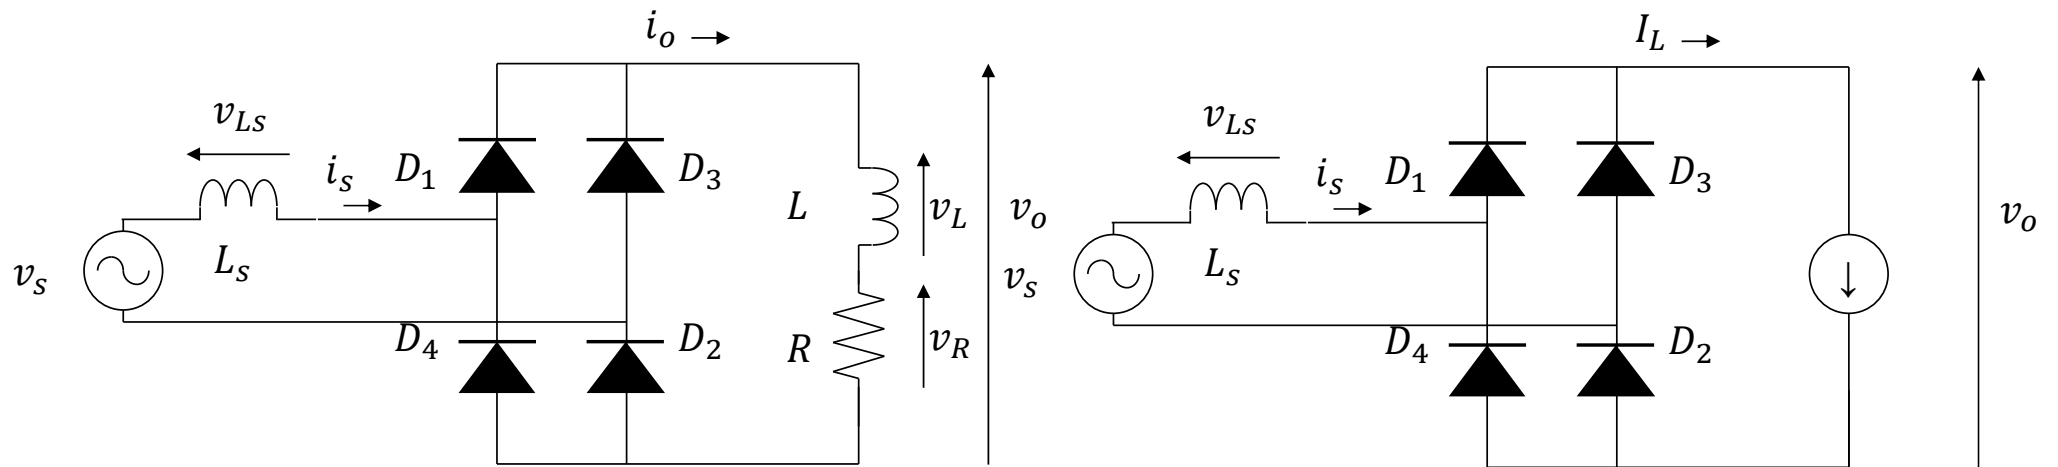 i_o
v_Ls
i_s
D_1
D_3
L
v_L
v_o
v_s
L_s
D_4
D_2
R
v_R
I_L
v_Ls
i_s
D_1
D_3
v_o
v_s
L_s
D_4
D_2